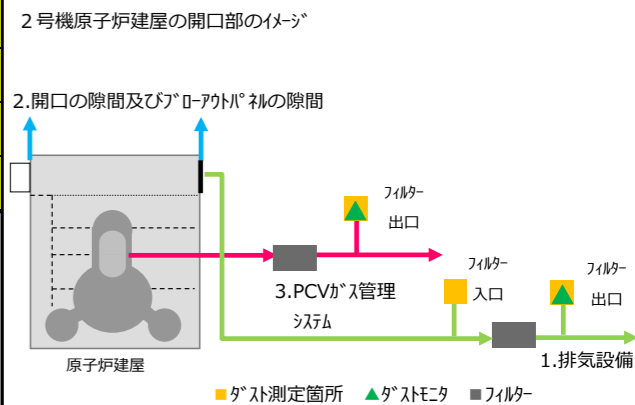 ２号機原子炉建屋の開口部のｲﾒｰｼﾞ
2.開口の隙間及びﾌﾞﾛｰｱｳﾄﾊﾟﾈﾙの隙間
ﾌｨﾙﾀｰ
出口
3.PCVｶﾞｽ管理
ｼｽﾃﾑ
ﾌｨﾙﾀｰ
入口
ﾌｨﾙﾀｰ
出口
1.排気設備
原子炉建屋
■ﾀﾞｽﾄ測定箇所 ▲ﾀﾞｽﾄﾓﾆﾀ ■ﾌｨﾙﾀｰ